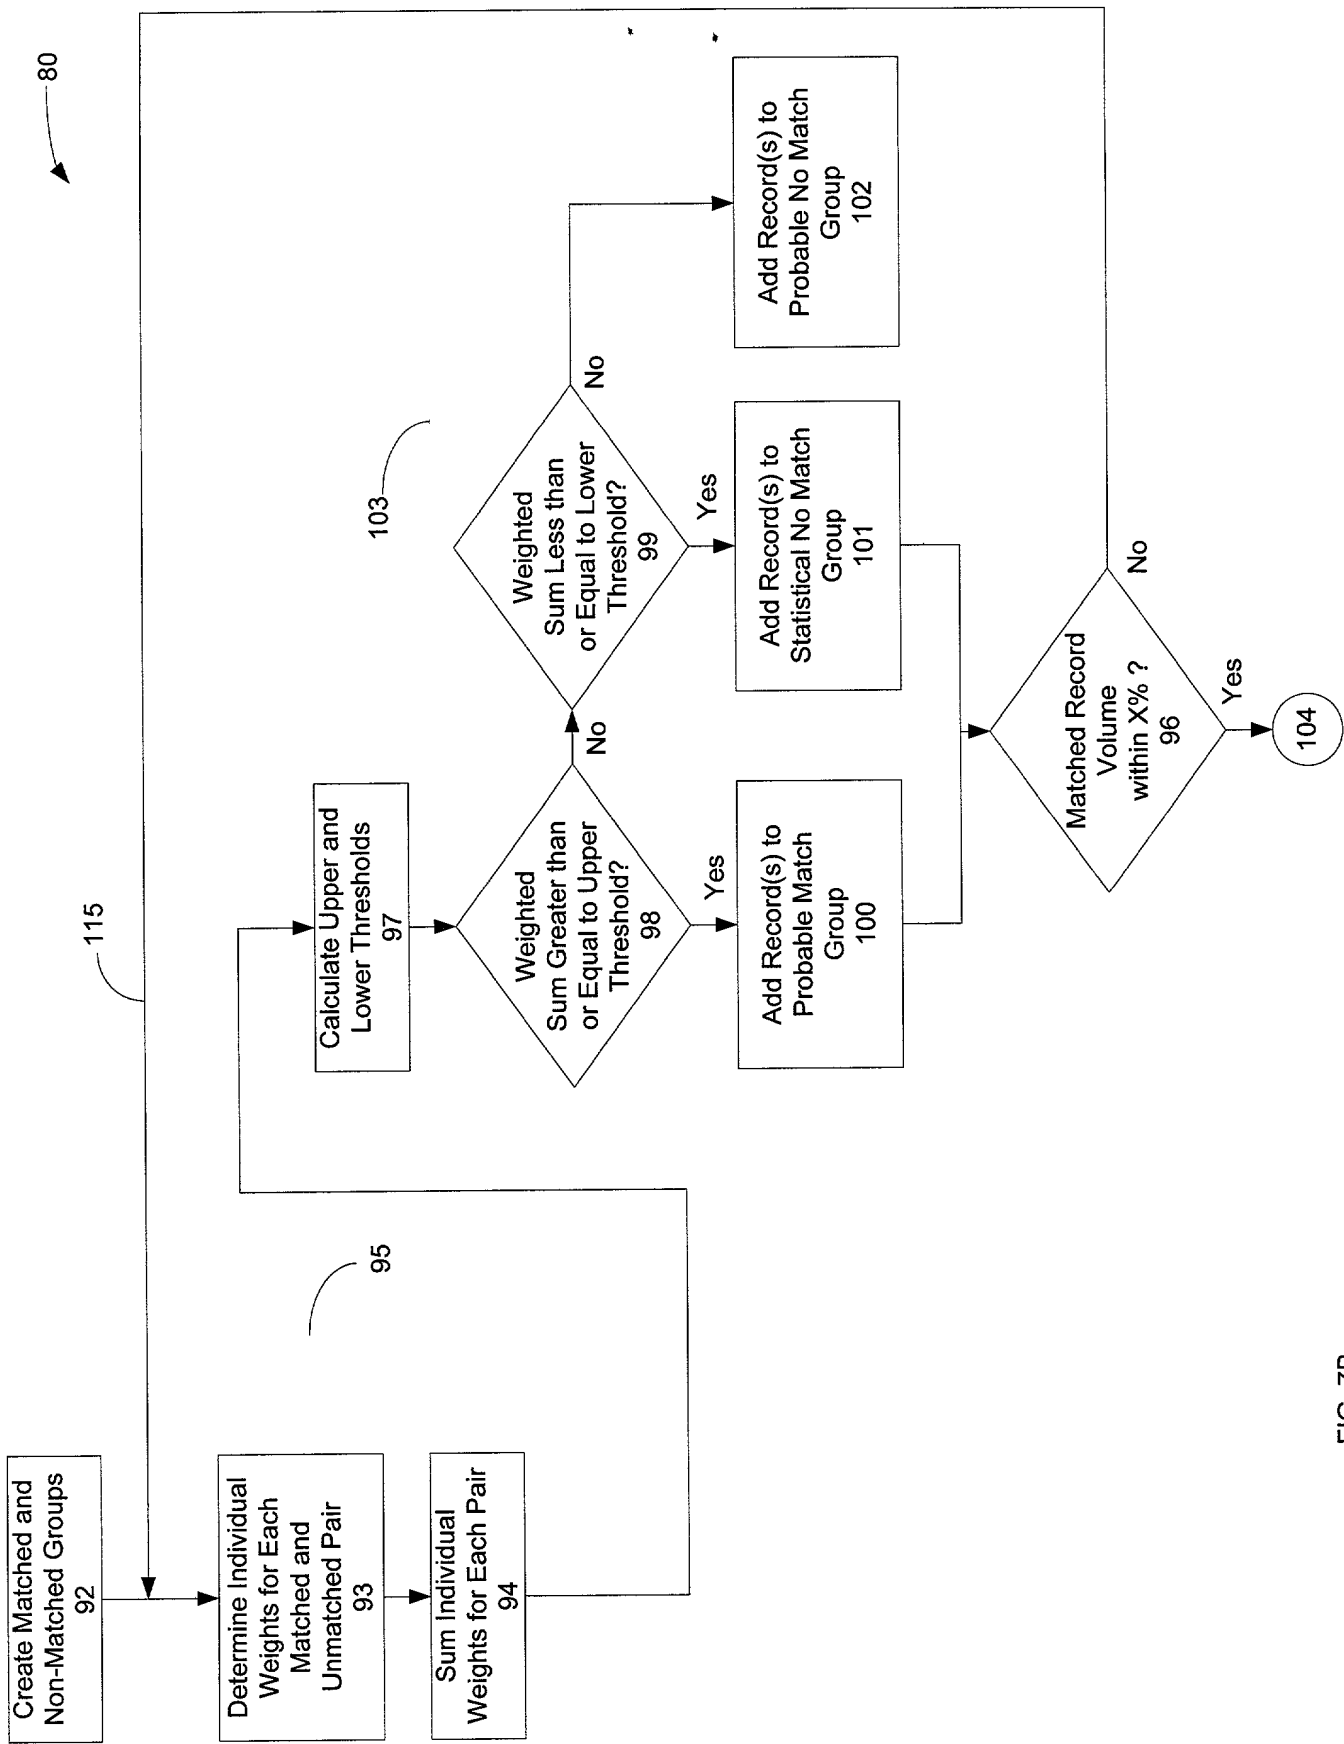 Create Matched and
Non-Matched Groups
92
Determine Individual
Weights for Each
Matched and
Unmatched Pair
93
Sum Individual
Weights for Each Pair
94
95
115
80
Calculate Upper and
Lower Thresholds
97
Weighted
Sum Greater than
or Equal to Upper
Threshold?
98
No
Yes
Add Record(s) to
Probable Match
Group
100
103
Weighted
Sum Less than
or Equal to Lower
Threshold?
99
No
Yes
Add Record(s) to
Statistical No Match
Group
101
Add Record(s) to
Probable No Match
Group
102
Matched Record
Volume
within X% ?
96
No
Yes
104